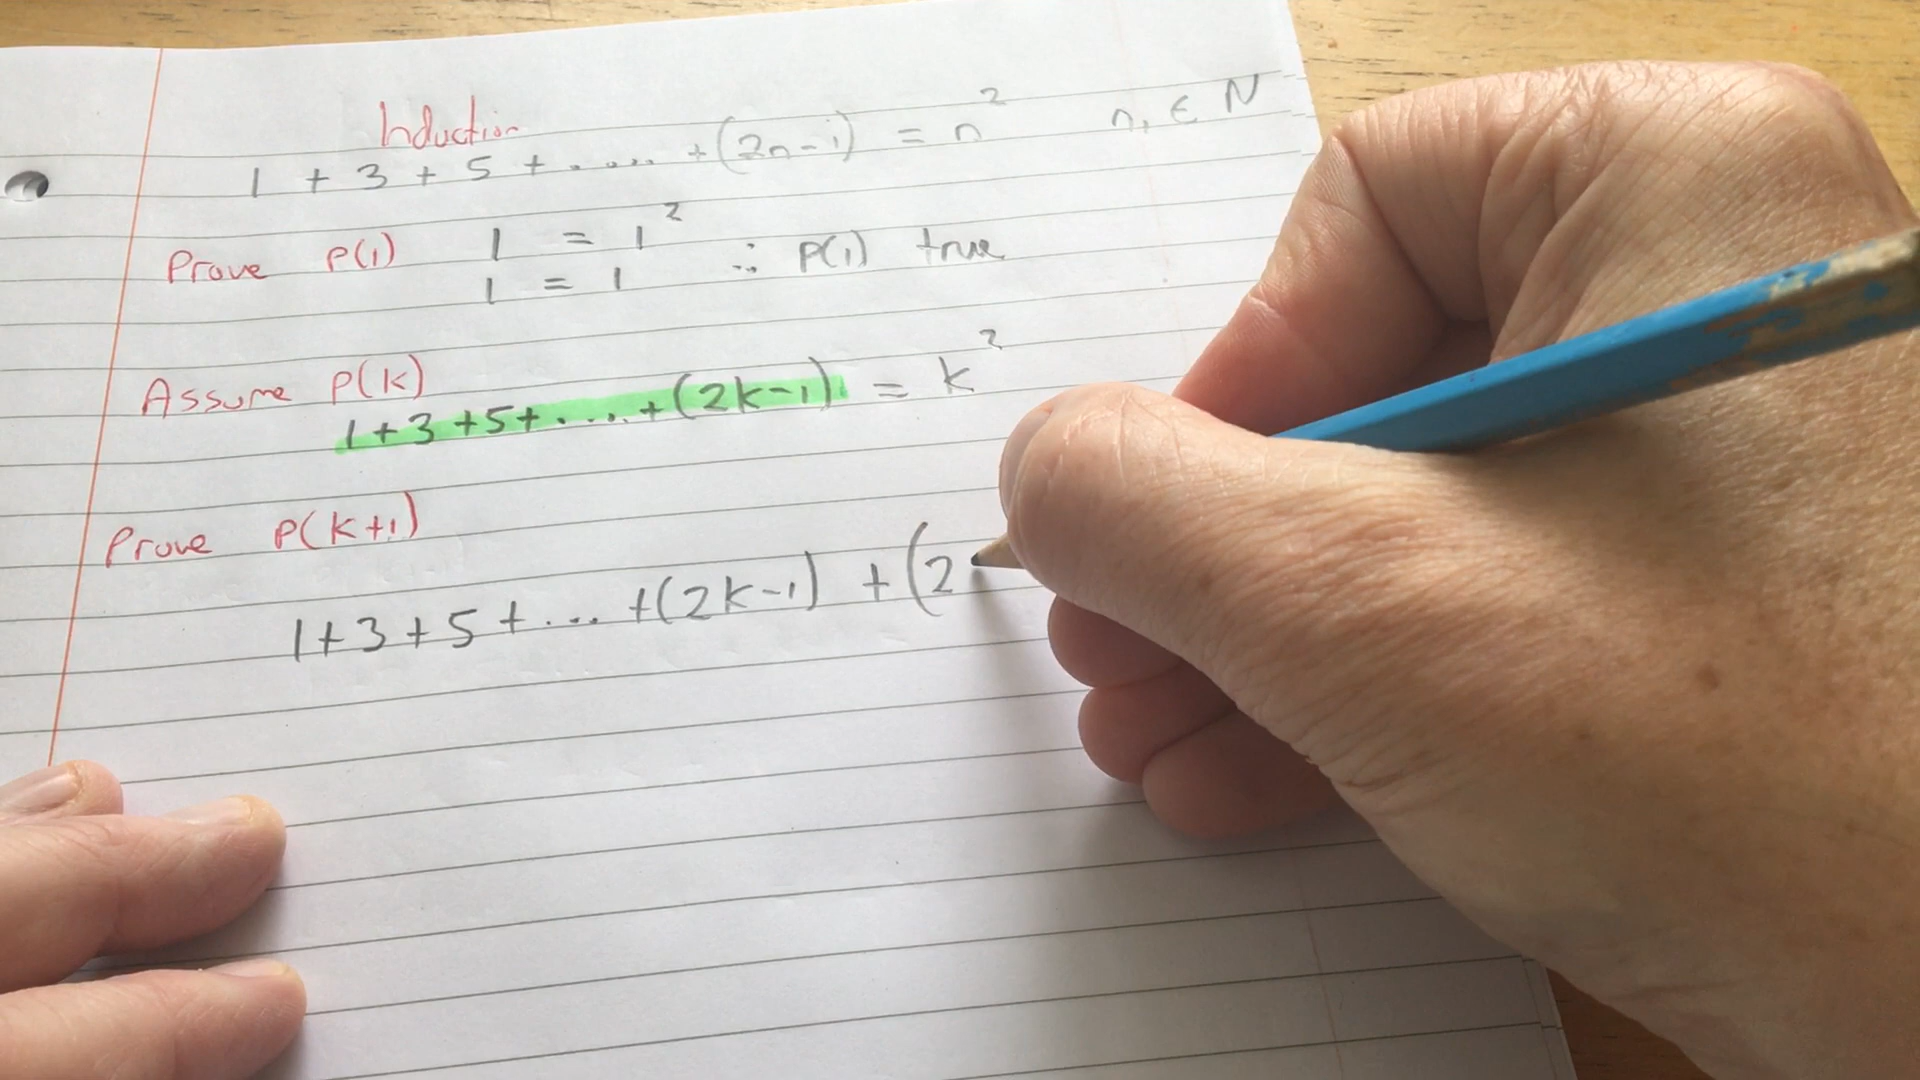 Induction
1 + 3 + 5 + ..... + (2n-1) = n² n, ∈ N
Prove P(1) 1 = 1²
1 = 1 ∴ P(1) true
Assume P(k)
1+3+5+.....+(2k-1) = k²
Prove P(k+1)
1+3+5+...+(2k-1) + (2